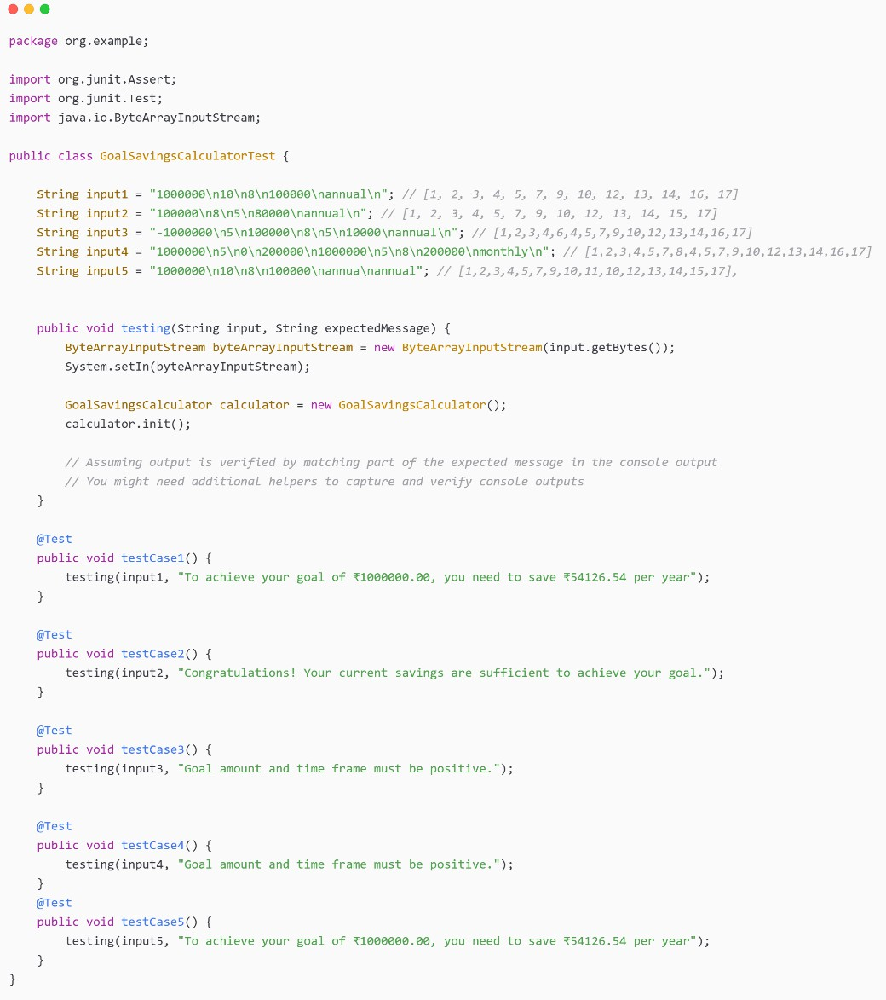 package org.example;
import org.junit.Assert;
import org.junit.Test;
import java.io.ByteArrayInputStream;
public class GoalSavingsCalculatorTest {
String input1 = "1000000\n10\n8\n100000\nannual\n"; // [1, 2, 3, 4, 5, 7, 9, 10, 12, 13, 14, 16, 17]
String input2 = "100000\n8\n5\n80000\nannual\n"; // [1, 2, 3, 4, 5, 7, 9, 10, 12, 13, 14, 15, 17]
String input3 = "-1000000\n5\n100000\n8\n5\n10000\nannual\n"; // [1,2,3,4,6,4,5,7,9,10,12,13,14,16,17]
String input4 = "1000000\n5\n0\n200000\n1000000\n5\n8\n200000\nmonthly\n"; // [1,2,3,4,5,7,8,4,5,7,9,10,12,13,14,16,17]
String input5 = "1000000\n10\n8\n100000\nannua\nannual"; // [1,2,3,4,5,7,9,10,11,10,12,13,14,15,17],
public void testing(String input, String expectedMessage) {
ByteArrayInputStream byteArrayInputStream = new ByteArrayInputStream(input.getBytes());
System.setIn(byteArrayInputStream);
GoalSavingsCalculator calculator = new GoalSavingsCalculator();
calculator.init();
// Assuming output is verified by matching part of the expected message in the console output
// You might need additional helpers to capture and verify console outputs
}
@Test
public void testCase1() {
testing(input1, "To achieve your goal of ₹1000000.00, you need to save ₹54126.54 per year");
}
@Test
public void testCase2() {
testing(input2, "Congratulations! Your current savings are sufficient to achieve your goal.");
}
@Test
public void testCase3() {
testing(input3, "Goal amount and time frame must be positive.");
}
@Test
public void testCase4() {
testing(input4, "Goal amount and time frame must be positive.");
}
@Test
public void testCase5() {
testing(input5, "To achieve your goal of ₹1000000.00, you need to save ₹54126.54 per year");
}
}